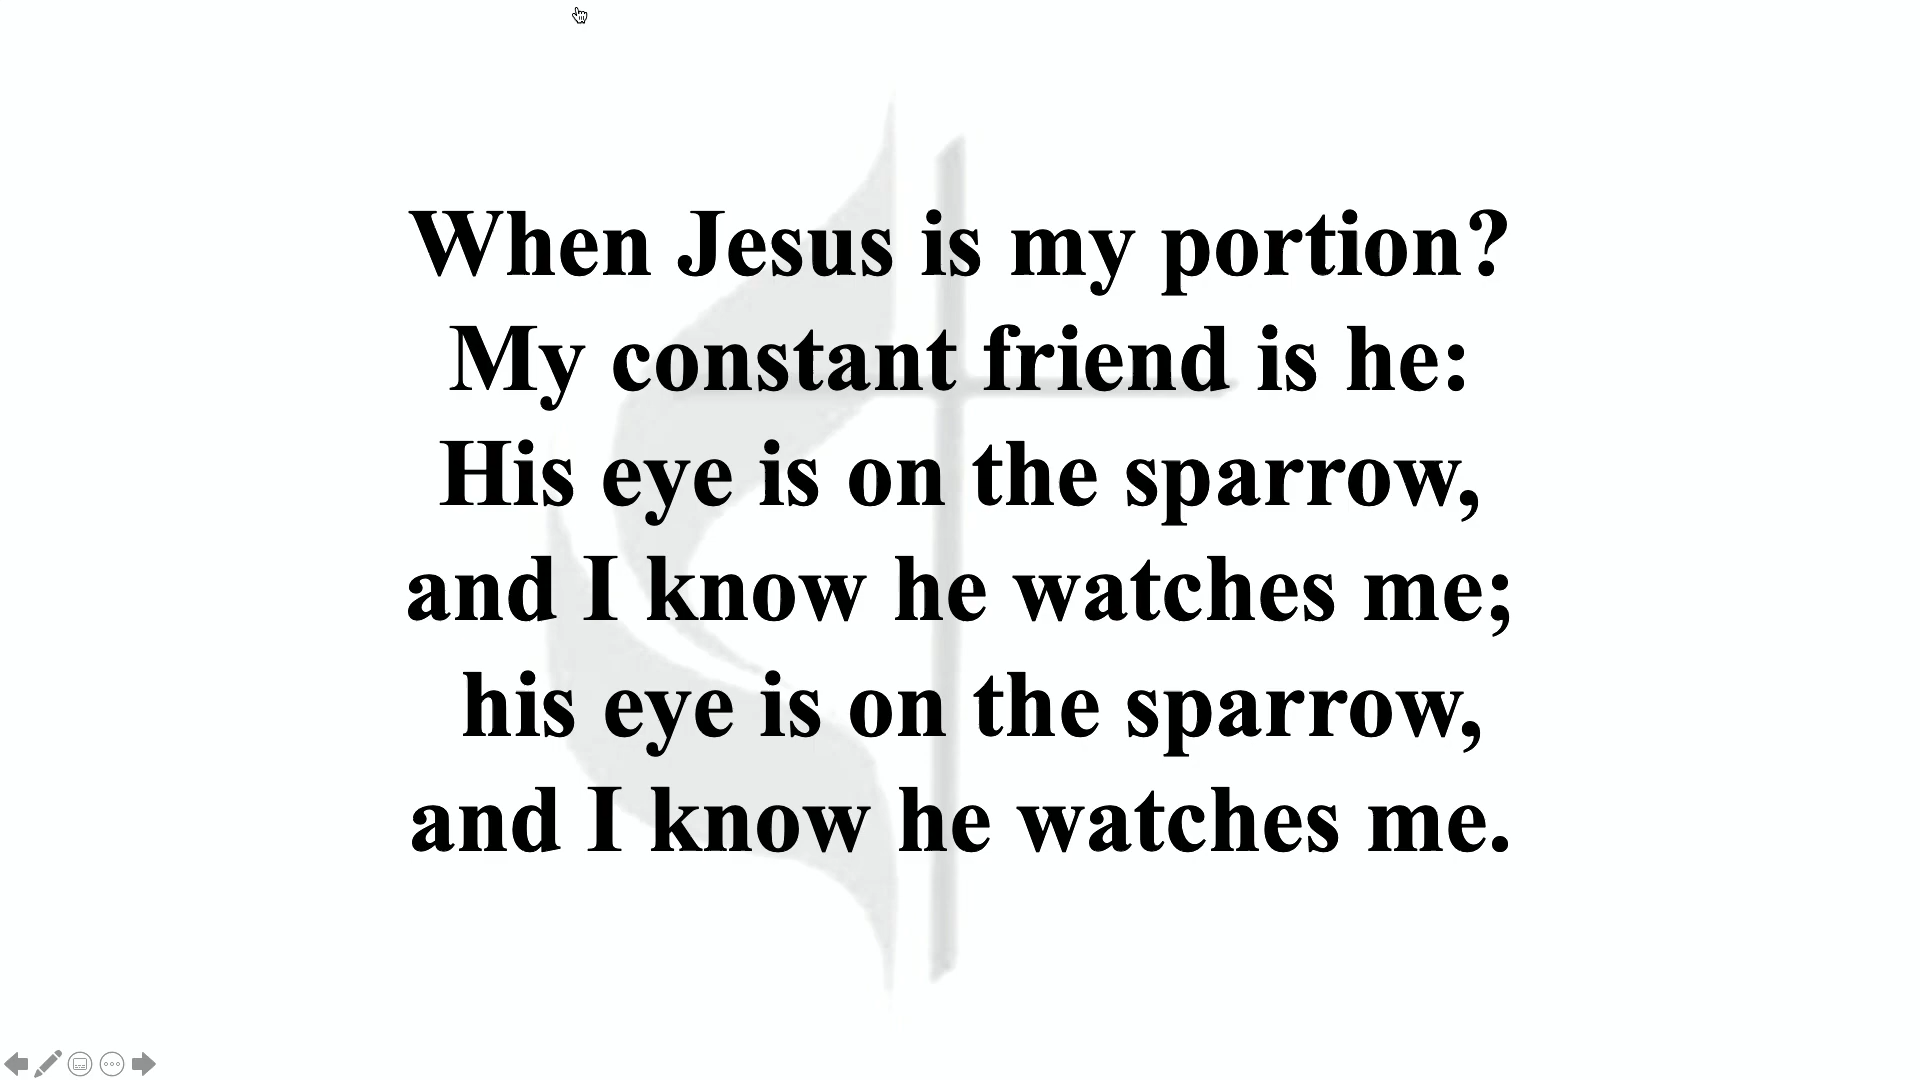 When Jesus is my portion?
My constant friend is he:
His eye is on the sparrow,
and I know he watches me;
his eye is on the sparrow,
and I know he watches me.